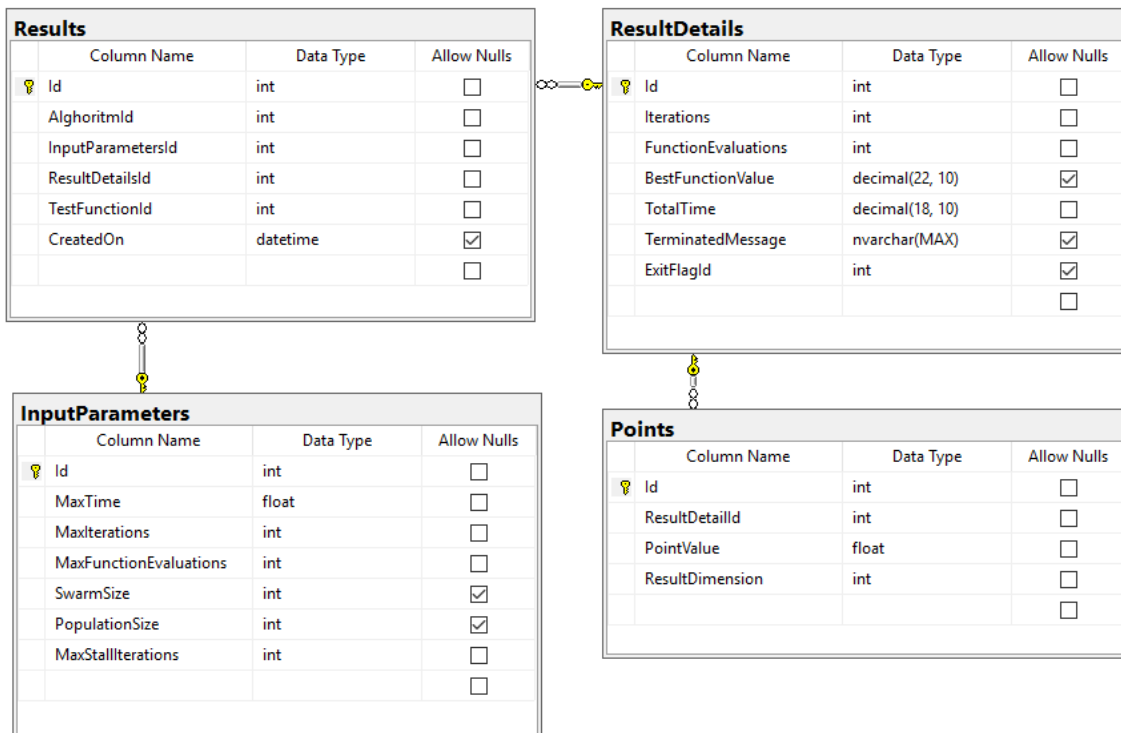 Results
Column Name Data Type Allow Nulls
Id int
AlghoritmId int
InputParametersId int
ResultDetailsId int
TestFunctionId int
CreatedOn datetime
ResultDetails
Column Name Data Type Allow Nulls
Id int
Iterations int
FunctionEvaluations int
BestFunctionValue decimal(22, 10)
TotalTime decimal(18, 10)
TerminatedMessage nvarchar(MAX)
ExitFlagId int
InputParameters
Column Name Data Type Allow Nulls
Id int
MaxTime float
MaxIterations int
MaxFunctionEvaluations int
SwarmSize int
PopulationSize int
MaxStallIterations int
Points
Column Name Data Type Allow Nulls
Id int
ResultDetailId int
PointValue float
ResultDimension int